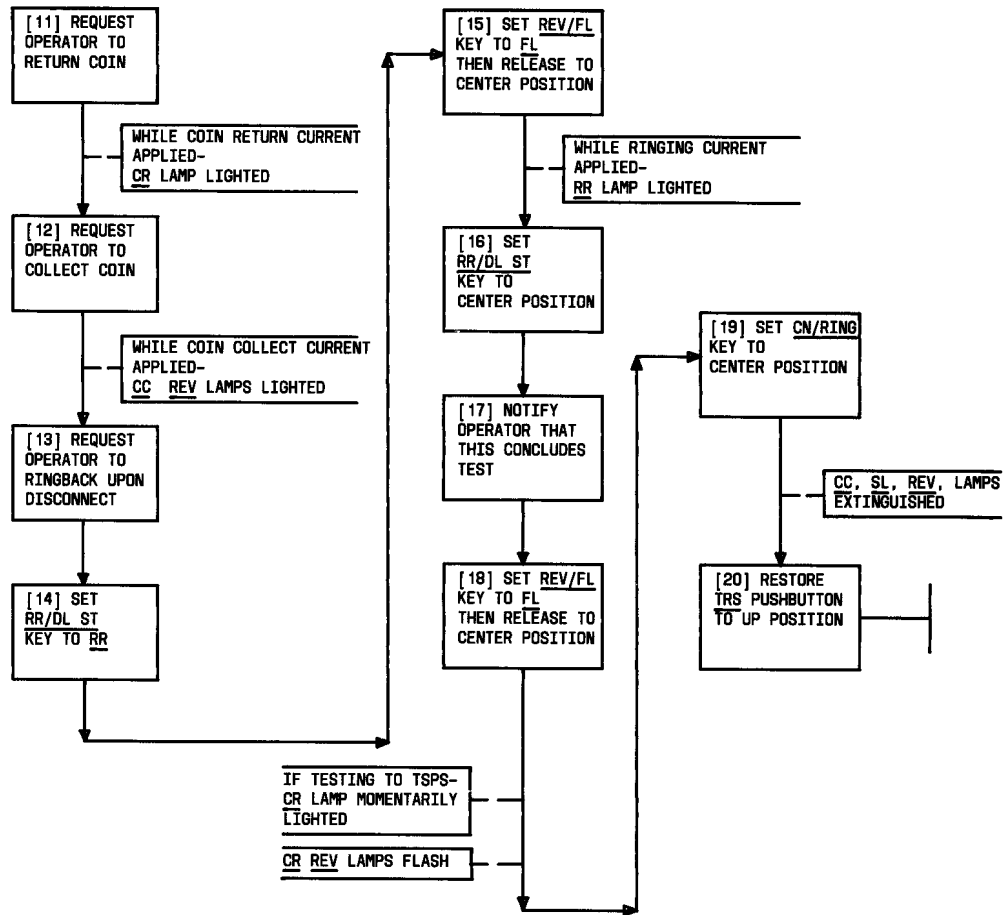 [11] REQUEST
OPERATOR TO
RETURN COIN
WHILE COIN RETURN CURRENT
APPLIED-
CR LAMP LIGHTED
[12] REQUEST
OPERATOR TO
COLLECT COIN
WHILE COIN COLLECT CURRENT
APPLIED-
CC REV LAMPS LIGHTED
[13] REQUEST
OPERATOR TO
RINGBACK UPON
DISCONNECT
[14] SET
RR/DL ST
KEY TO RR
[15] SET REV/FL
KEY TO FL
THEN RELEASE TO
CENTER POSITION
WHILE RINGING CURRENT
APPLIED-
RR LAMP LIGHTED
[16] SET
RR/DL ST
KEY TO
CENTER POSITION
[17] NOTIFY
OPERATOR THAT
THIS CONCLUDES
TEST
[18] SET REV/FL
KEY TO FL
THEN RELEASE TO
CENTER POSITION
IF TESTING TO TSPS-
CR LAMP MOMENTARILY
LIGHTED
CR REV LAMPS FLASH
[19] SET CN/RING
KEY TO
CENTER POSITION
CC, SL, REV, LAMPS
EXTINGUISHED
[20] RESTORE
TRS PUSHBUTTON
TO UP POSITION